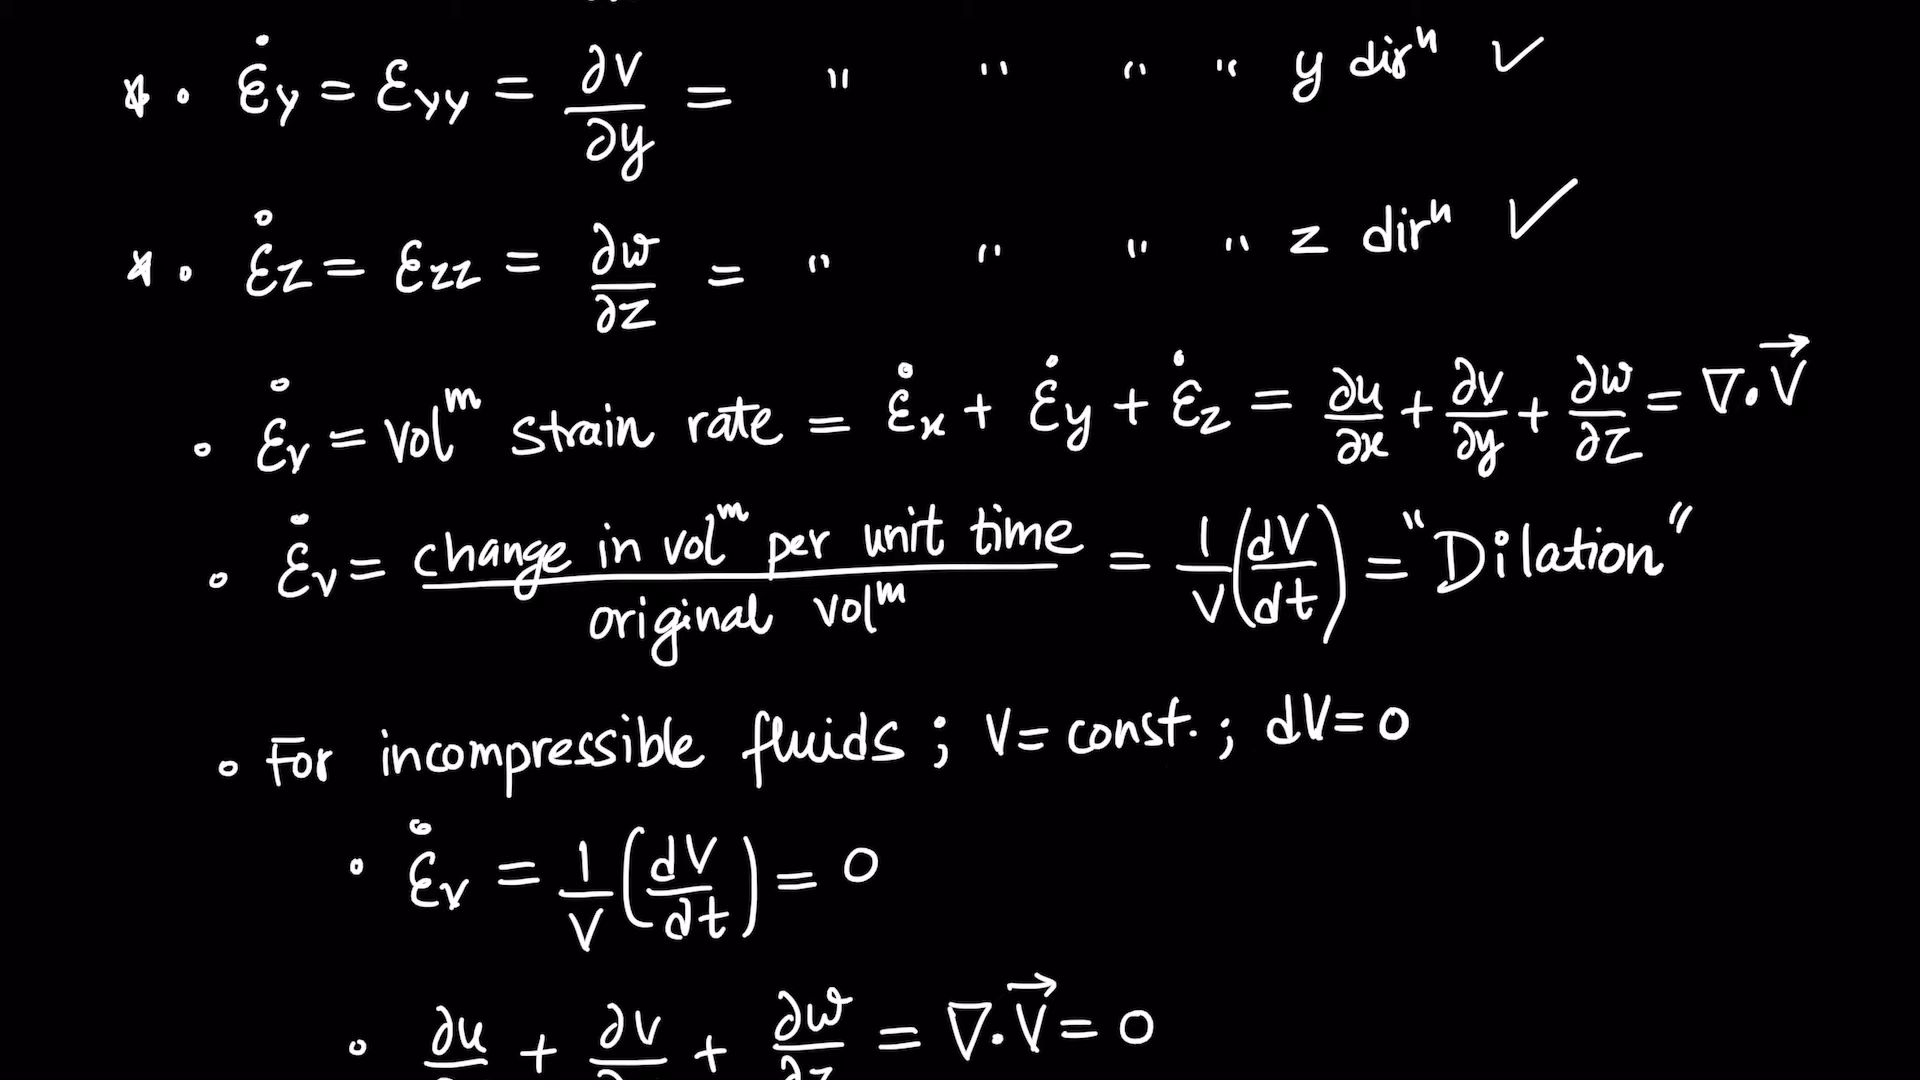 * • ε̇y = εyy = ∂v/∂y = " " " " y dirⁿ ✓
* • ε̇z = εzz = ∂w/∂z = " " " " z dirⁿ ✓
• ε̇v = volᵐ strain rate = ε̇x + ε̇y + ε̇z = ∂u/∂x + ∂v/∂y + ∂w/∂z = ∇·V⃗
• ε̇v = change in volᵐ per unit time / original volᵐ = 1/V (dV/dt) = "Dilation"
• For incompressible fluids ; V = const. ; dV = 0
• ε̇v = 1/V (dV/dt) = 0
• ∂u + ∂v + ∂w/∂z = ∇·V⃗ = 0